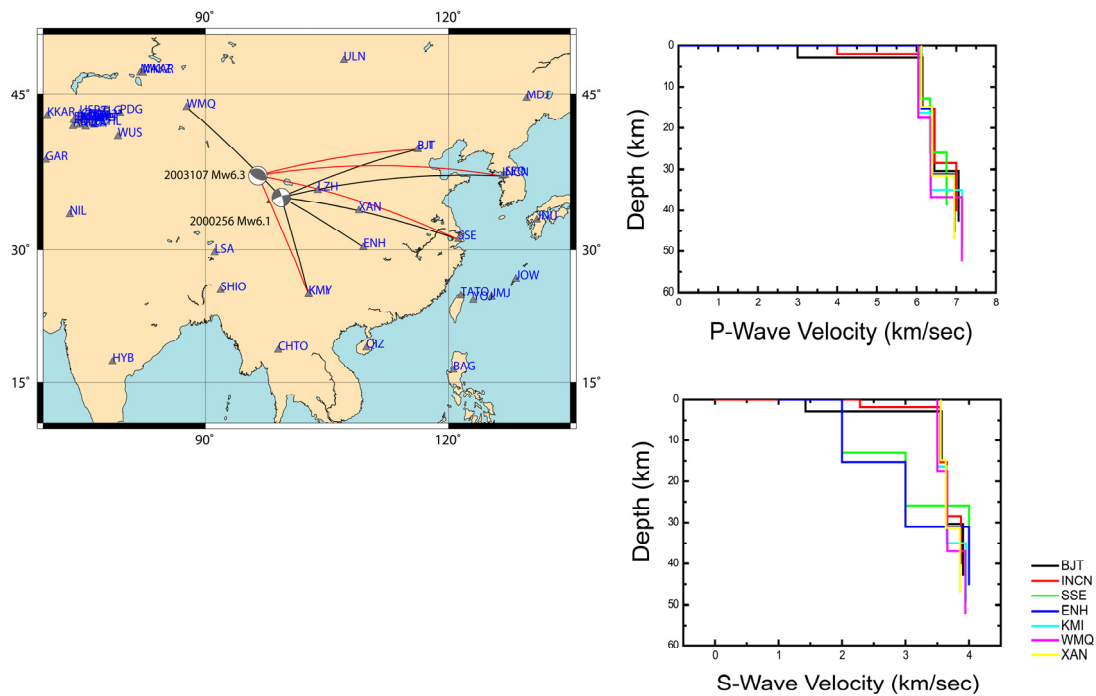 90˚
120˚
ULN
MDJ
45˚
45˚
WMQ
KKAR
PDG
WUS
BJT
GAR
2003107 Mw6.3
INCN
LZH
NIL
XAN
2000256 Mw6.1
SSE
ENH
30˚
30˚
LSA
JOW
KMY
SHIO
TATO
JMJ
CHTO
QIZ
HYB
BAG
15˚
15˚
90˚
120˚
0
10
20
30
40
50
60
Depth (km)
0 1 2 3 4 5 6 7 8
P-Wave Velocity (km/sec)
0
10
20
30
40
50
60
Depth (km)
0 1 2 3 4
S-Wave Velocity (km/sec)
BJT
INCN
SSE
ENH
KMI
WMQ
XAN